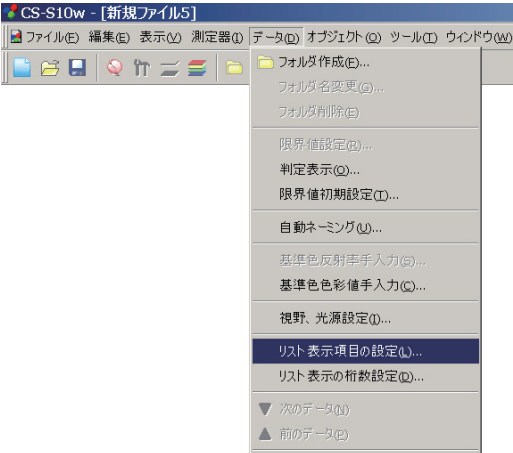 CS-S10w - [新規ファイル5]
ファイル(F) 編集(E) 表示(V) 測定器(I) データ(D) オブジェクト(O) ツール(T) ウィンドウ(W)
フォルダ作成(F)...
フォルダ名変更(G)...
フォルダ削除(E)
限界値設定(R)...
判定表示(O)...
限界値初期設定(T)...
自動ネーミング(U)...
基準色反射率手入力(S)...
基準色色彩値手入力(C)...
視野、光源設定(I)...
リスト表示項目の設定(L)...
リスト表示の桁数設定(D)...
次のデータ(N)
前のデータ(P)